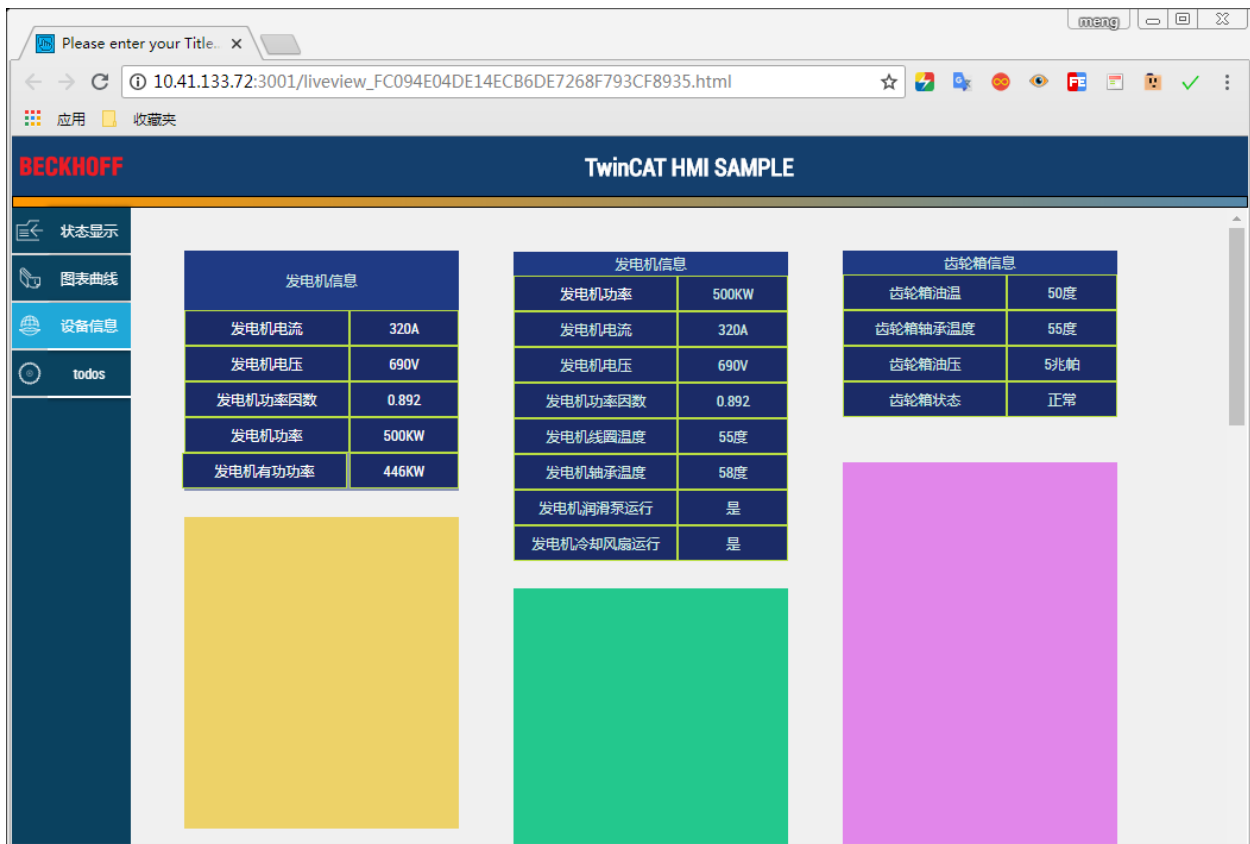 meng
Please enter your Title..
10.41.133.72:3001/liveview_FC094E04DE14ECB6DE7268F793CF8935.html
应用 收藏夹
BECKHOFF TwinCAT HMI SAMPLE
状态显示
图表曲线
设备信息
todos
发电机信息
发电机电流 320A
发电机电压 690V
发电机功率因数 0.892
发电机功率 500KW
发电机有功功率 446KW
发电机信息
发电机功率 500KW
发电机电流 320A
发电机电压 690V
发电机功率因数 0.892
发电机线圆温度 55度
发电机轴承温度 58度
发电机润滑泵运行 是
发电机冷却风扇运行 是
齿轮箱信息
齿轮箱油温 50度
齿轮箱轴承温度 55度
齿轮箱油压 5兆帕
齿轮箱状态 正常